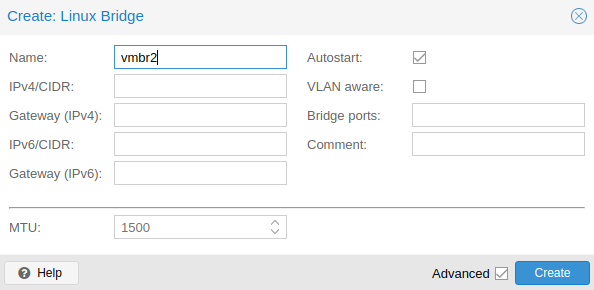 Create: Linux Bridge
Name: vmbr2
Autostart:
IPv4/CIDR:
VLAN aware:
Gateway (IPv4):
Bridge ports:
IPv6/CIDR:
Comment:
Gateway (IPv6):
MTU: 1500
Help
Advanced
Create